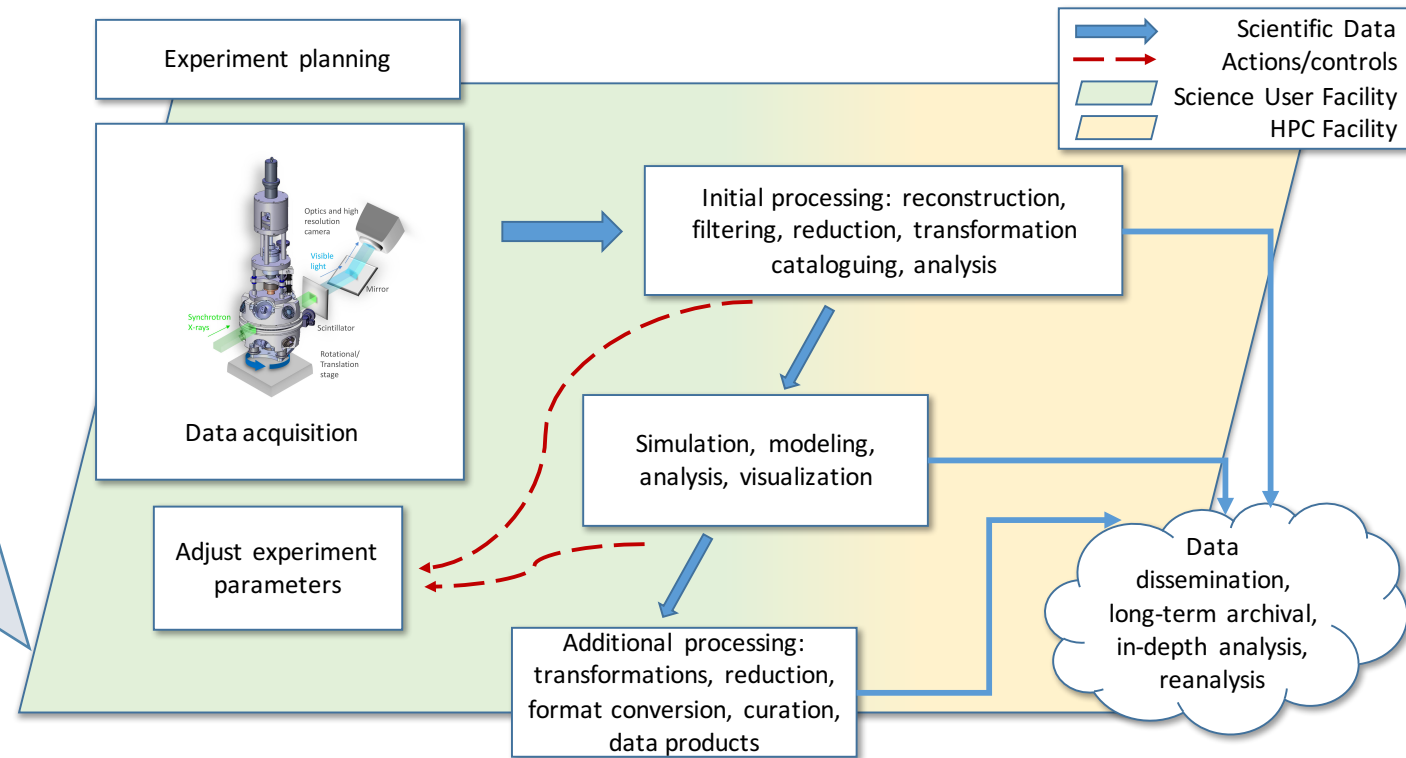 Experiment planning
Scientific Data
Actions/controls
Science User Facility
HPC Facility
Optics and high
resolution
camera
Visible
light
Mirror
Synchrotron
X-rays
Scintillator
Rotational/
Translation
stage
Data acquisition
Initial processing: reconstruction,
filtering, reduction, transformation
cataloguing, analysis
Simulation, modeling,
analysis, visualization
Adjust experiment
parameters
Additional processing:
transformations, reduction,
format conversion, curation,
data products
Data
dissemination,
long-term archival,
in-depth analysis,
reanalysis